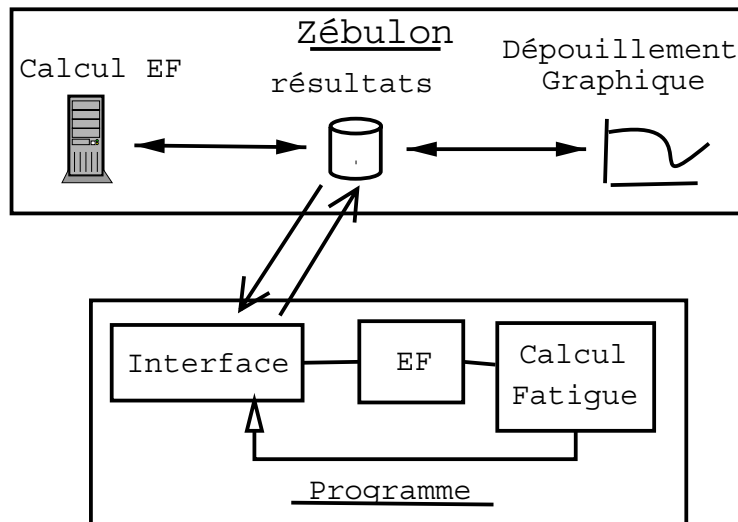 Zébulon
Calcul EF
résultats
Dépouillement
Graphique
Interface
EF
Calcul
Fatigue
Programme